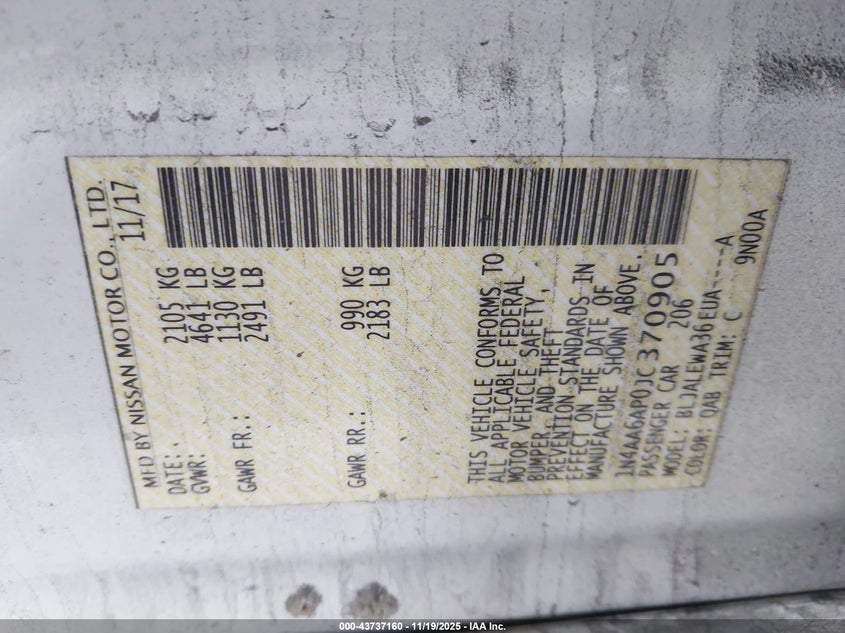 MFD BY NISSAN MOTOR CO., LTD.
DATE: . 11/17
GVWR: 2105 KG
4641 LB
GAWR FR.: 1130 KG
2491 LB
GAWR RR.: 990 KG
2183 LB
THIS VEHICLE CONFORMS TO
ALL APPLICABLE FEDERAL
MOTOR VEHICLE SAFETY,
BUMPER AND THEFT
PREVENTION STANDARDS IN
EFFECT ON THE DATE OF
MANUFACTURE SHOWN ABOVE.
1N4AA6AP0JC370905
PASSENGER CAR 206
MODEL: BLJALEWA36EUA----A
COLOR: QAB TRIM: C 9N00A
000-43737160 - 11/19/2025 - IAA Inc.